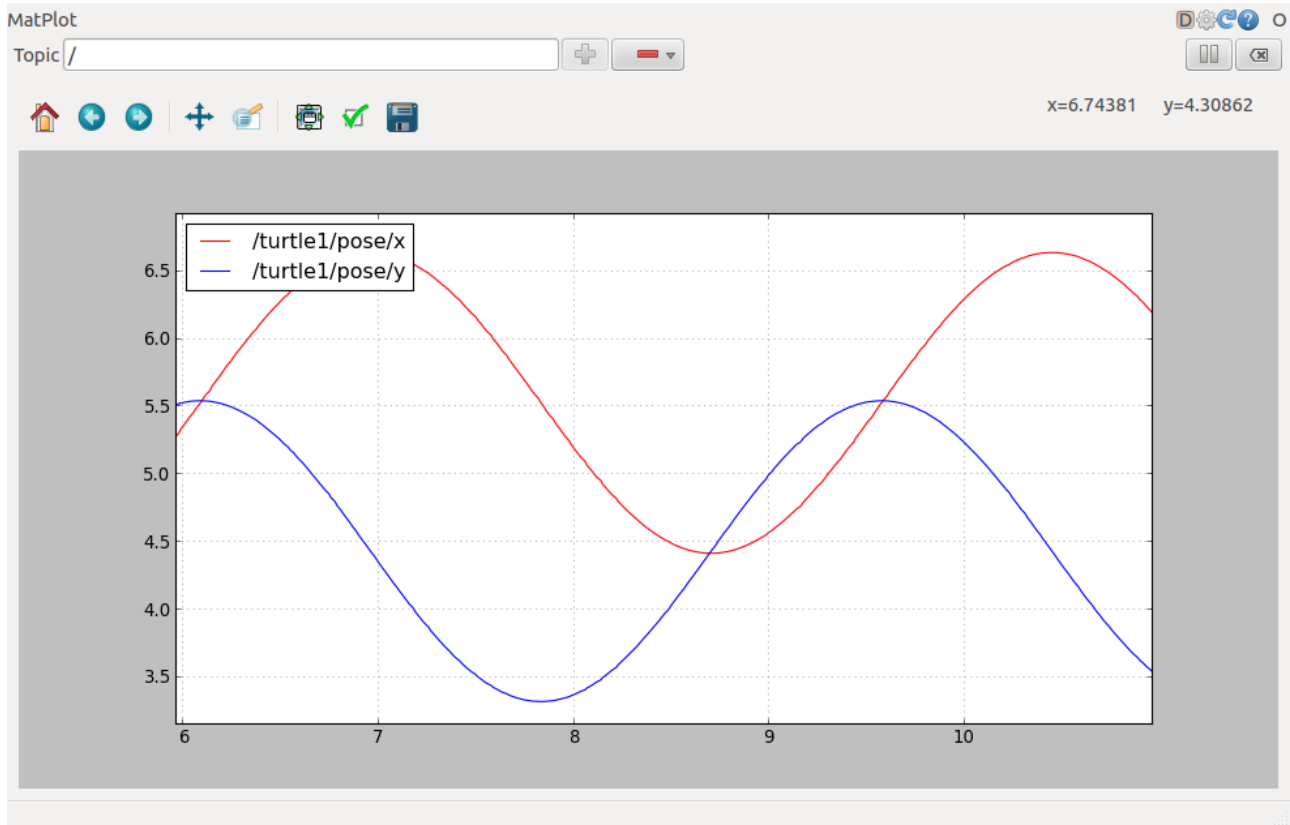 MatPlot
D ? O
Topic /
x=6.74381 y=4.30862
/turtle1/pose/x
/turtle1/pose/y
6.5
6.0
5.5
5.0
4.5
4.0
3.5
6 7 8 9 10